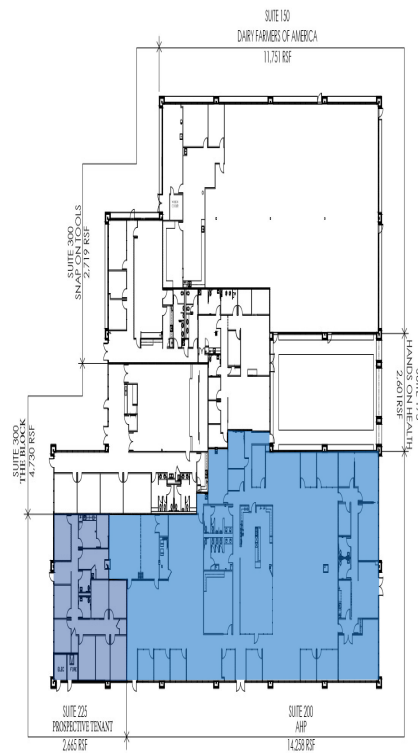 SUITE 150
DAIRY FARMERS OF AMERICA
11,751 RSF
SUITE 300
SNAP ON TOOLS
2,719 RSF
HANDS ON HEALTH
2,601RSF
SUITE 300
THE BLOCK
4,730 RSF
ELEC
SUITE 225
PROSPECTIVE TENANT
2,665 RSF
SUITE 200
AHP
14,258 RSF